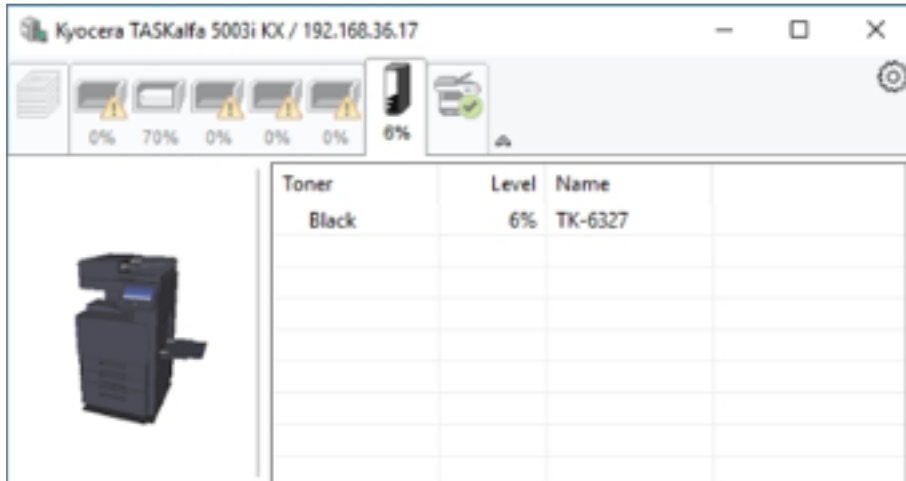 Kyocera TASKalfa 5003i KX / 192.168.36.17
0% 70% 0% 0% 0% 6%
Toner Level Name
Black 6% TK-6327